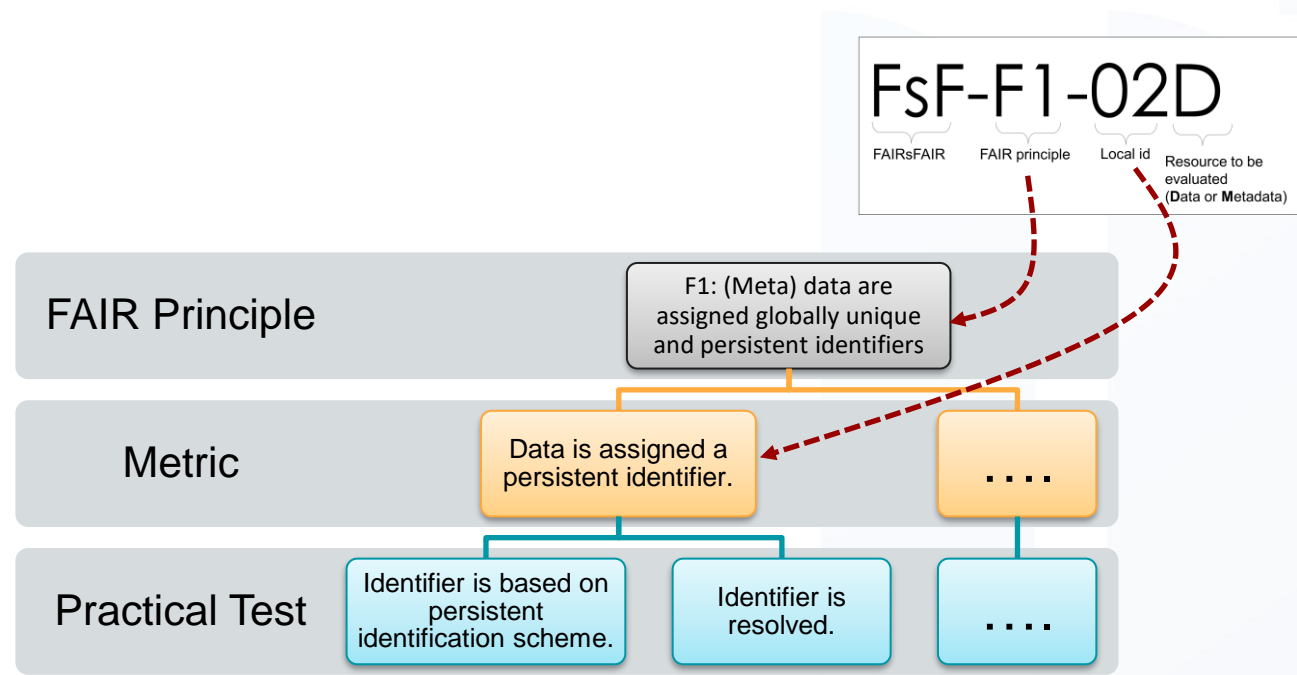 FsF-F1-02D
FAIRsFAIR
FAIR principle
Local id
Resource to be
evaluated
(Data or Metadata)
FAIR Principle
F1: (Meta) data are
assigned globally unique
and persistent identifiers
Metric
Data is assigned a
persistent identifier.
....
Practical Test
Identifier is based on
persistent
identification scheme.
Identifier is
resolved.
....